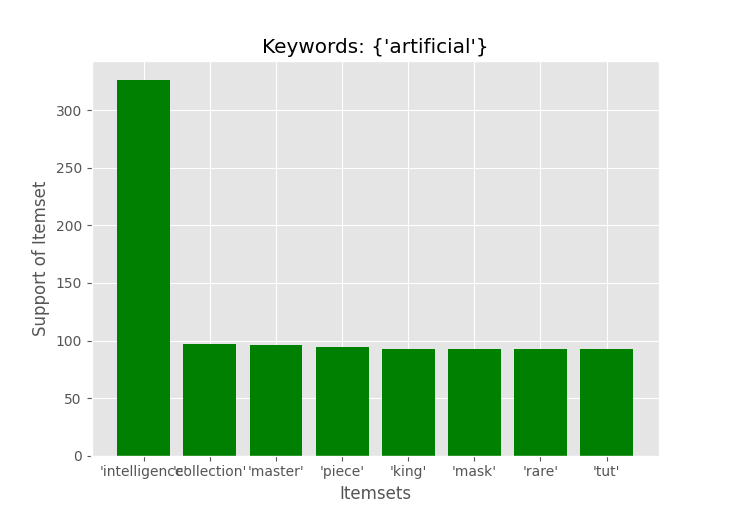 Keywords: {'artificial'}
Support of Itemset
300
250
200
150
100
50
0
'intelligence' 'collection' 'master' 'piece' 'king' 'mask' 'rare' 'tut'
Itemsets